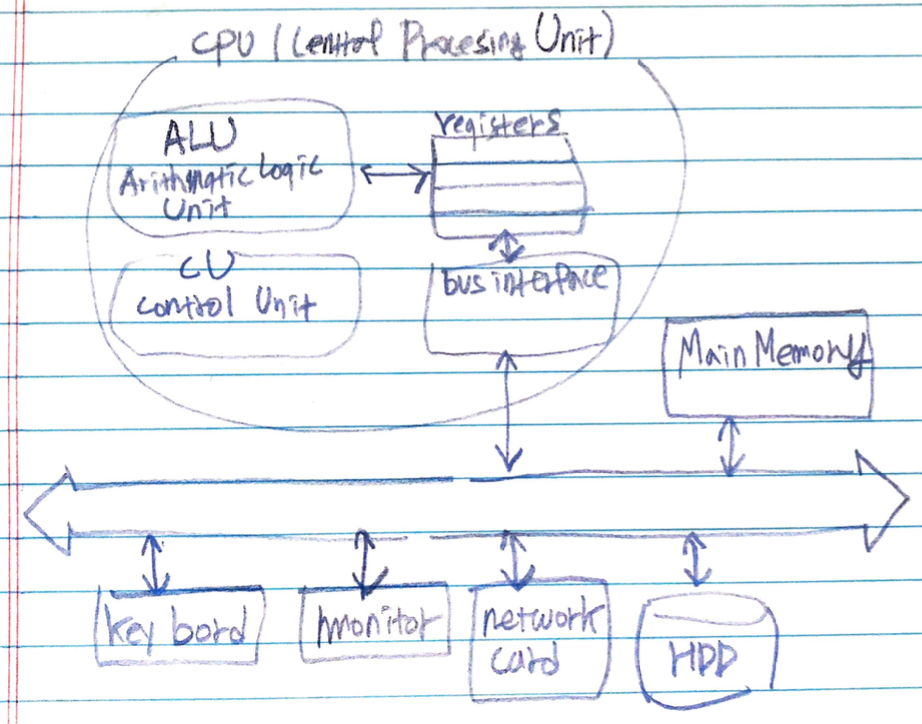 CPU (Central Procesing Unit)
ALU
Arithmatic Logic
Unit
registers
CU
Control Unit
bus interface
Main Memory
key bord
monitor
network
card
HDD